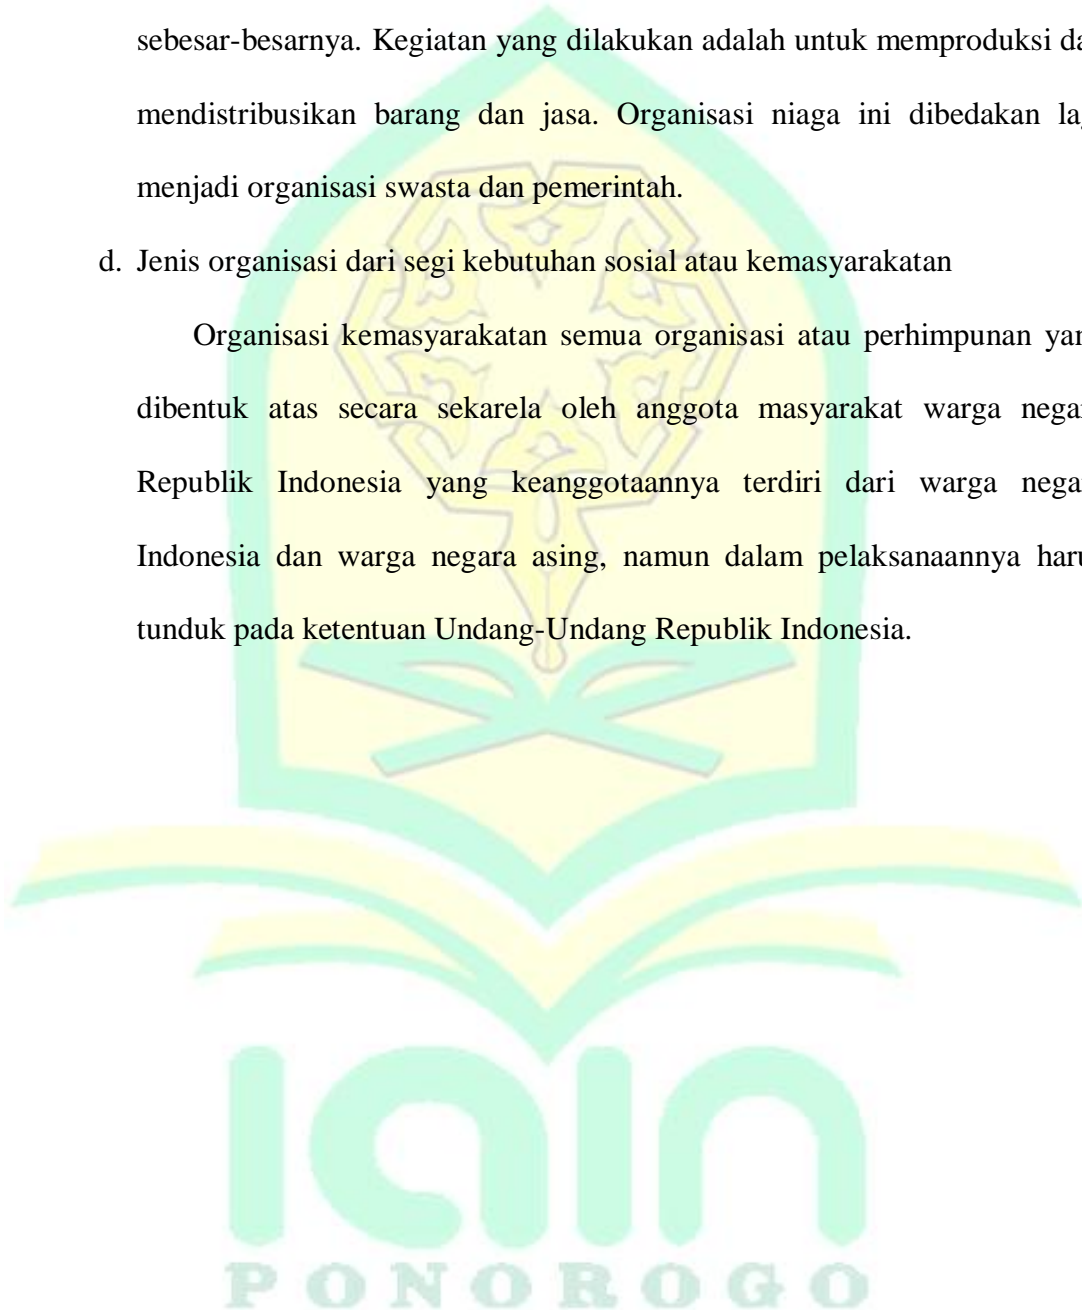 sebesar-besarnya. Kegiatan yang dilakukan adalah untuk memproduksi da
mendistribusikan barang dan jasa. Organisasi niaga ini dibedakan lag
menjadi organisasi swasta dan pemerintah.
d. Jenis organisasi dari segi kebutuhan sosial atau kemasyarakatan
Organisasi kemasyarakatan semua organisasi atau perhimpunan yan
dibentuk atas secara sekarela oleh anggota masyarakat warga negar
Republik Indonesia yang keanggotaannya terdiri dari warga negar
Indonesia dan warga negara asing, namun dalam pelaksanaannya haru
tunduk pada ketentuan Undang-Undang Republik Indonesia.
iain
PONOROGO